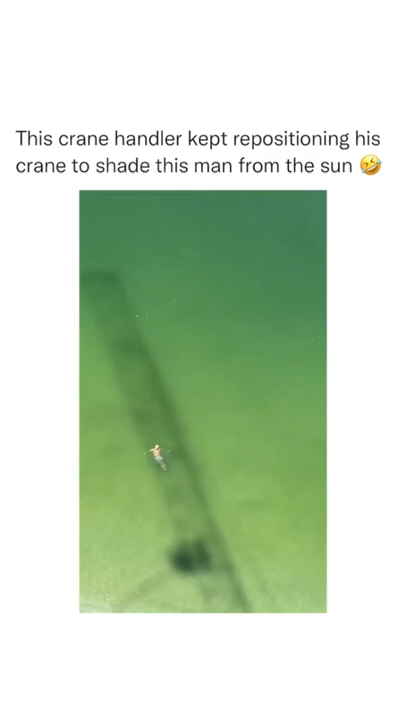 This crane handler kept repositioning his
crane to shade this man from the sun 🤣